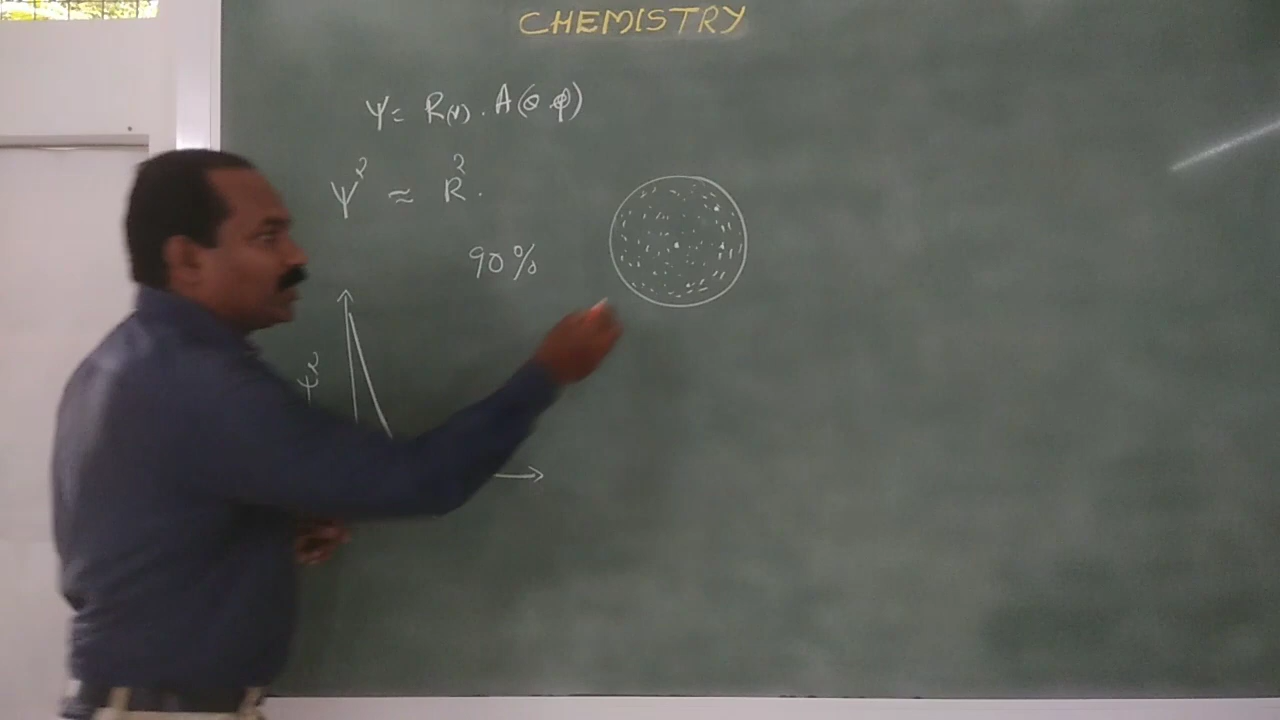 CHEMISTRY
Ψ = R(r) . A(θ φ)
Ψ² ≈ R² .
90%
Ψ²